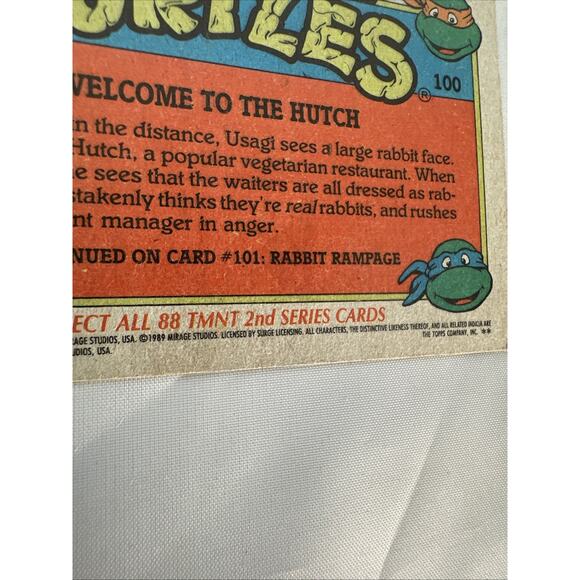 URTLES®
100
WELCOME TO THE HUTCH
n the distance, Usagi sees a large rabbit face.
Hutch, a popular vegetarian restaurant. When
e sees that the waiters are all dressed as rab-
stakenly thinks they're real rabbits, and rushes
nt manager in anger.
NUED ON CARD #101: RABBIT RAMPAGE
ECT ALL 88 TMNT 2nd SERIES CARDS
RAGE STUDIOS, USA. ©1989 MIRAGE STUDIOS. LICENSED BY SURGE LICENSING. ALL CHARACTERS, THE DISTINCTIVE LIKENESS THEREOF, AND ALL RELATED INDICIA ARE
UDIOS, USA. THE TOPPS COMPANY, INC. **